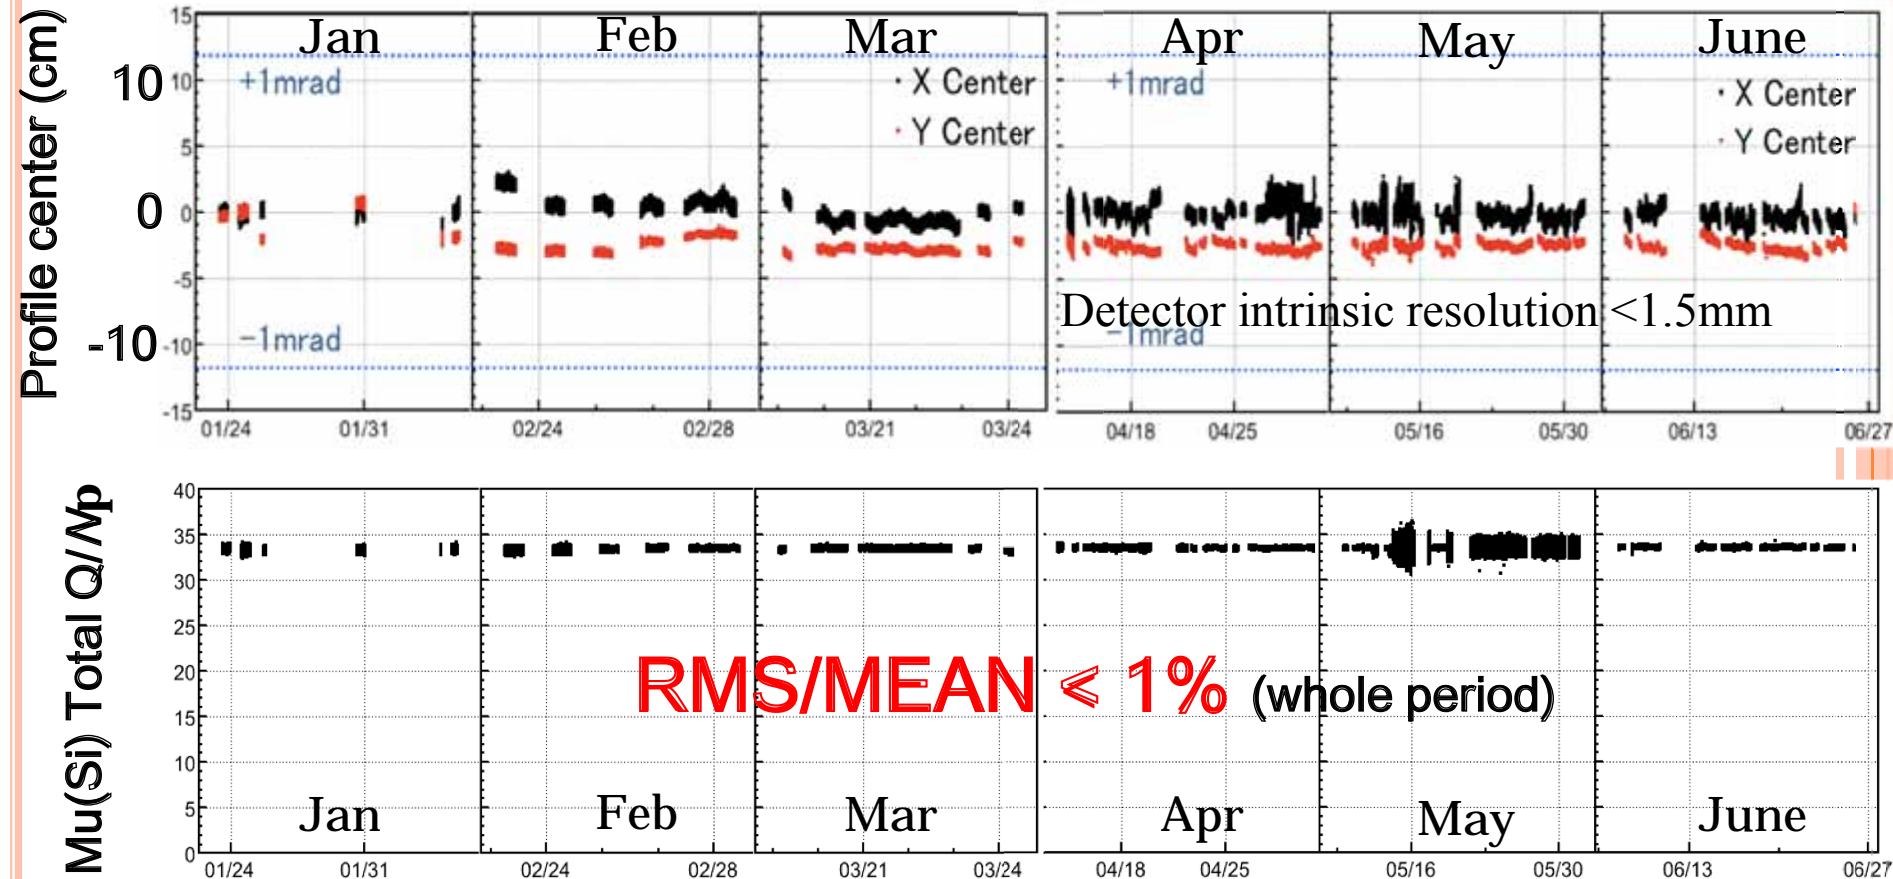 Profile center (cm)
15
Jan Feb Mar Apr May June
10 10 +1mrad · X Center +1mrad · X Center
5 · Y Center · Y Center
0 0
-5
Detector intrinsic resolution <1.5mm
-10 -10 −1mrad −1mrad
-15
01/24 01/31 02/24 02/28 03/21 03/24 04/18 04/25 05/16 05/30 06/13 06/27
Mu(Si) Total Q/Np
40
35
30
25
20
RMS/MEAN < 1% (whole period)
15
10
5 Jan Feb Mar Apr May June
0
01/24 01/31 02/24 02/28 03/21 03/24 04/18 04/25 05/16 05/30 06/13 06/27